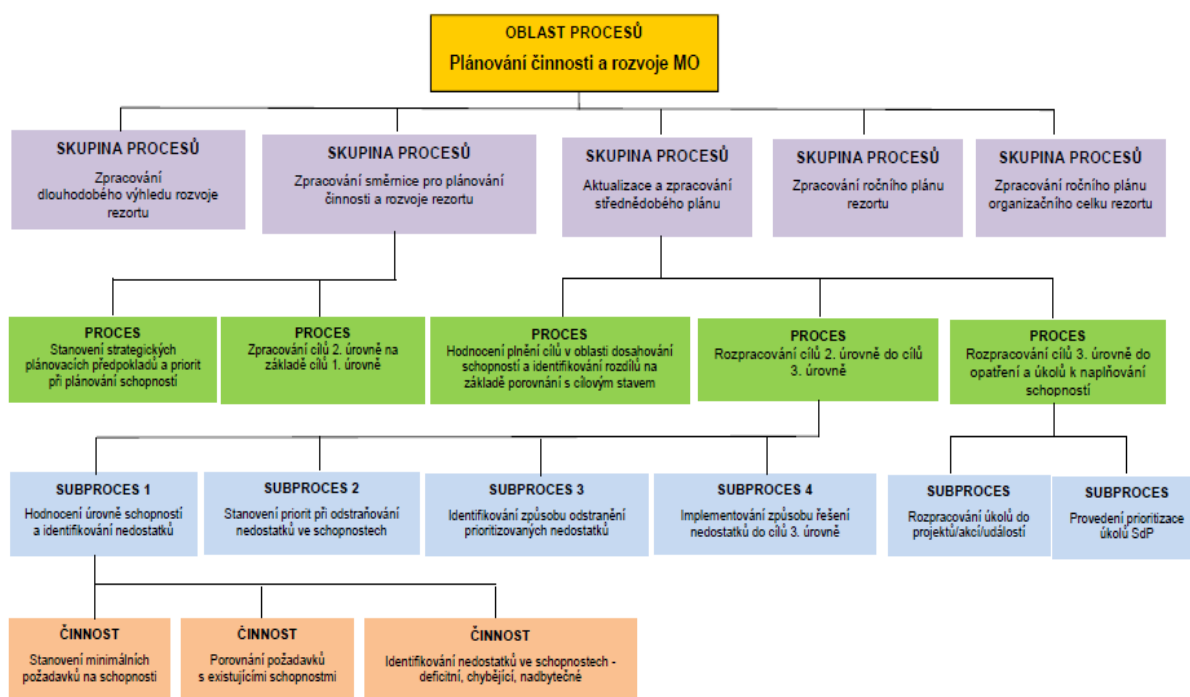 OBLAST PROCESŮ
Plánování činnosti a rozvoje MO
SKUPINA PROCESŮ
Zpracování
dlouhodobého výhledu rozvoje
rezortu
SKUPINA PROCESŮ
Zpracování směrnice pro plánování
činnosti a rozvoje rezortu
SKUPINA PROCESŮ
Aktualizace a zpracování
střednědobého plánu
SKUPINA PROCESŮ
Zpracování ročního plánu
rezortu
SKUPINA PROCESŮ
Zpracování ročního plánu
organizačního celku rezortu
PROCES
Stanovení strategických
plánovacích předpokladů a priorit
při plánování schopností
PROCES
Zpracování cílů 2. úrovně na
základě cílů 1. úrovně
PROCES
Hodnocení plnění cílů v oblasti dosahování
schopností a identifikování rozdílů na
základě porovnání s cílovým stavem
PROCES
Rozpracování cílů 2. úrovně do cílů
3. úrovně
PROCES
Rozpracování cílů 3. úrovně do
opatření a úkolů k naplňování
schopností
SUBPROCES 1
Hodnocení úrovně schopností
a identifikování nedostatků
SUBPROCES 2
Stanovení priorit při odstraňování
nedostatků ve schopnostech
SUBPROCES 3
Identifikování způsobu odstranění
prioritizovaných nedostatků
SUBPROCES 4
Implementování způsobu řešení
nedostatků do cílů 3. úrovně
SUBPROCES
Rozpracování úkolů do
projektů/akcí/událostí
SUBPROCES
Provedení prioritizace
úkolů SdP
ČINNOST
Stanovení minimálních
požadavků na schopnosti
ČINNOST
Porovnání požadavků
s existujícími schopnostmi
ČINNOST
Identifikování nedostatků ve schopnostech -
deficitní, chybějící, nadbytečné